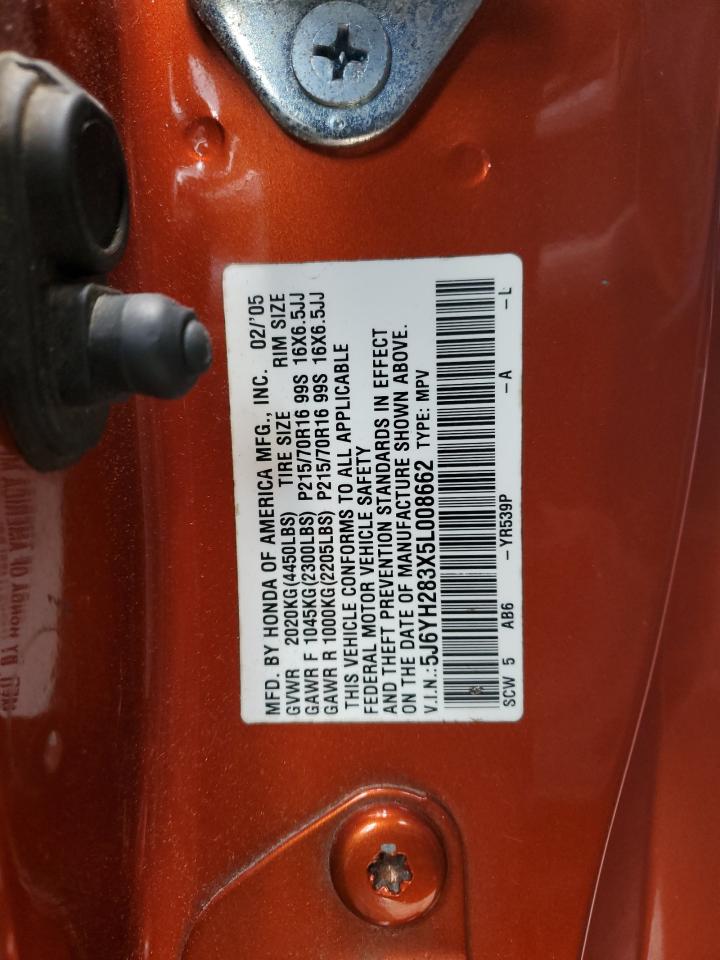 MFD. BY HONDA OF AMERICA MFG., INC. 02/'05
GVWR 2020KG(4450LBS) TIRE SIZE RIM SIZE
GAWR F 1045KG(2300LBS) P215/70R16 99S 16X6.5JJ
GAWR R 1000KG(2205LBS) P215/70R16 99S 16X6.5JJ
THIS VEHICLE CONFORMS TO ALL APPLICABLE
FEDERAL MOTOR VEHICLE SAFETY
AND THEFT PREVENTION STANDARDS IN EFFECT
ON THE DATE OF MANUFACTURE SHOWN ABOVE.
V.I.N.:5J6YH283X5L008662 TYPE: MPV
SCW 5 AB6 -YR539P -A -L